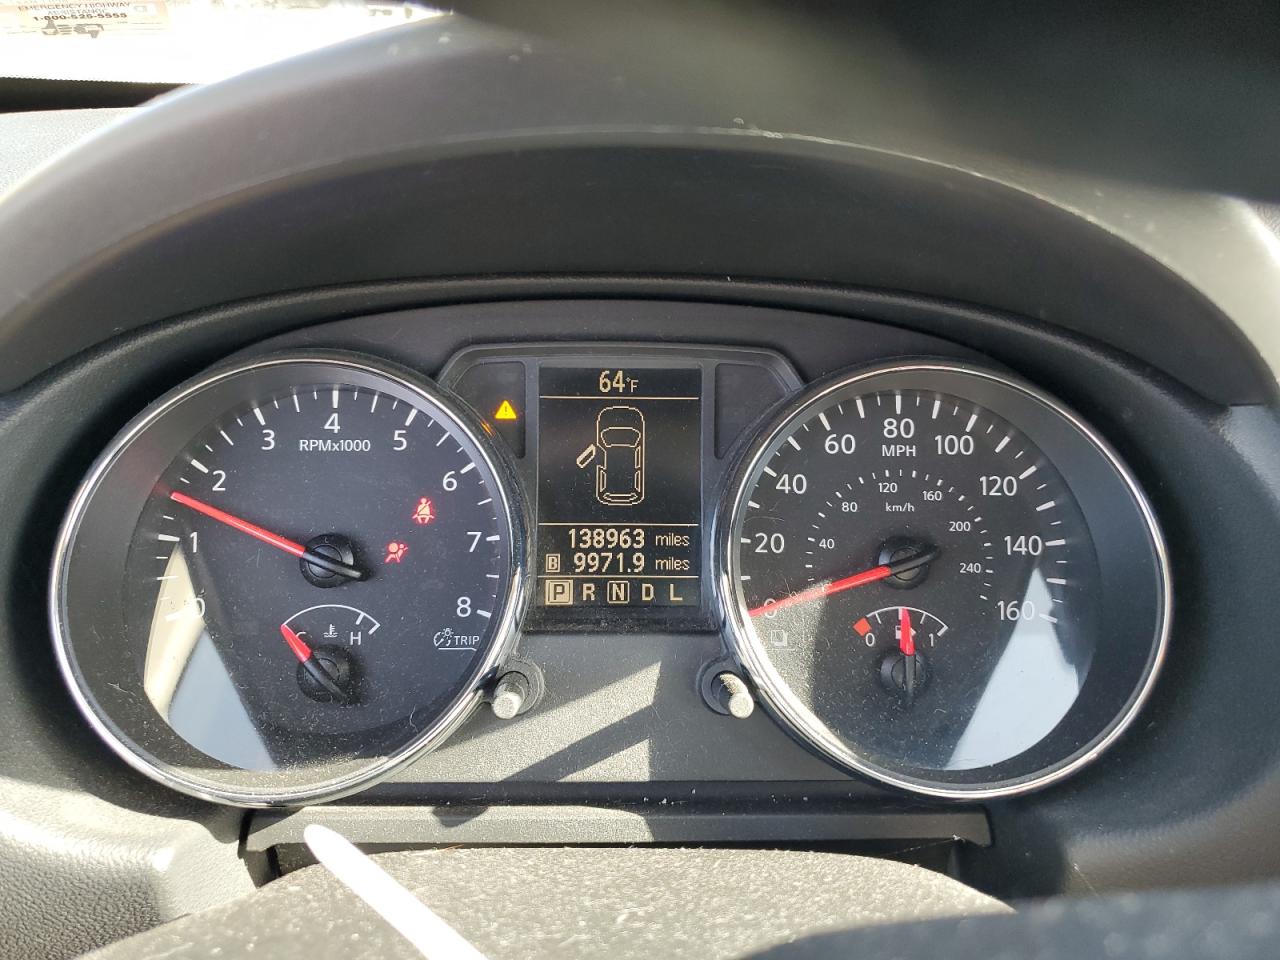 EMERGENCY HIGHWAY
ASSISTANCE
1-800-525-5555
64°F
138963 miles
B 9971.9 miles
P R N D L
0 1 2 3 4 5 6 7 8
RPMx1000
C H
TRIP
0 20 40 60 80 100 120 140 160
MPH
40 80 120 160 200 240
km/h
0 1